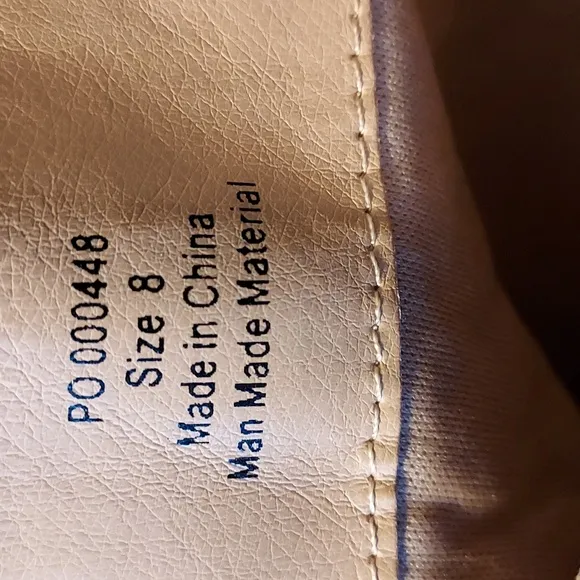 PO 000448
Size 8
Made in China
Man Made Material